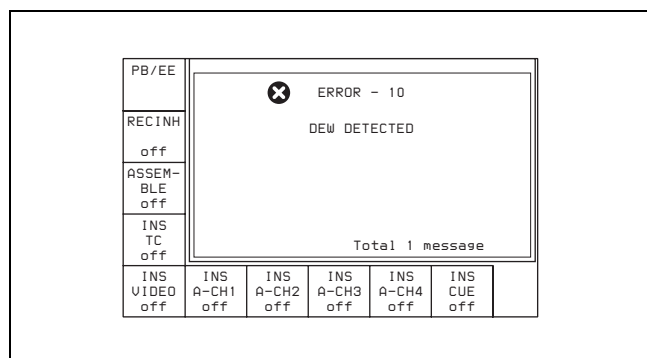 PB/EE
ERROR - 10
RECINH
off
DEW DETECTED
ASSEM-
BLE
off
INS
TC
off
Total 1 message
INS
VIDEO
off
INS
A-CH1
off
INS
A-CH2
off
INS
A-CH3
off
INS
A-CH4
off
INS
CUE
off